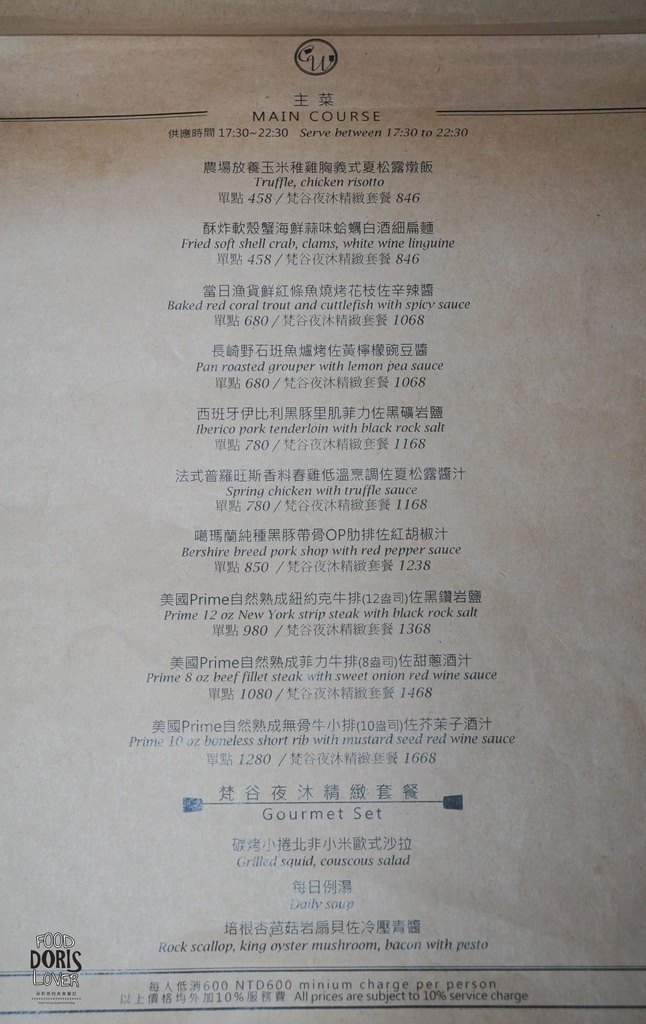 CW
主菜
MAIN COURSE
供應時間 17:30~22:30 Serve between 17:30 to 22:30
農場放養玉米稚雞胸義式夏松露燉飯
Truffle, chicken risotto
單點 458 / 梵谷夜沐精緻套餐 846
酥炸軟殼蟹海鮮蒜味蛤蠣白酒細扁麵
Fried soft shell crab, clams, white wine linguine
單點 458 / 梵谷夜沐精緻套餐 846
當日漁貨鮮紅條魚燒烤花枝佐辛辣醬
Baked red coral trout and cuttlefish with spicy sauce
單點 680 / 梵谷夜沐精緻套餐 1068
長崎野石班魚爐烤佐黃檸檬豌豆醬
Pan roasted grouper with lemon pea sauce
單點 680 / 梵谷夜沐精緻套餐 1068
西班牙伊比利黑豚里肌菲力佐黑礦岩鹽
Iberico pork tenderloin with black rock salt
單點 780 / 梵谷夜沐精緻套餐 1168
法式普羅旺斯香料春雞低溫烹調佐夏松露醬汁
Spring chicken with truffle sauce
單點 780 / 梵谷夜沐精緻套餐 1168
噶瑪蘭純種黑豚帶骨OP肋排佐紅胡椒汁
Bershire breed pork shop with red pepper sauce
單點 850 / 梵谷夜沐精緻套餐 1238
美國Prime自然熟成紐約克牛排(12盎司)佐黑鑽岩鹽
Prime 12 oz New York strip steak with black rock salt
單點 980 / 梵谷夜沐精緻套餐 1368
美國Prime自然熟成菲力牛排(8盎司)佐甜蔥酒汁
Prime 8 oz beef fillet steak with sweet onion red wine sauce
單點 1080 / 梵谷夜沐精緻套餐 1468
美國Prime自然熟成無骨牛小排(10盎司)佐芥茉子酒汁
Prime 10 oz boneless short rib with mustard seed red wine sauce
單點 1280 / 梵谷夜沐精緻套餐 1668
梵谷夜沐精緻套餐
Gourmet Set
碳烤小捲北非小米歐式沙拉
Grilled squid, couscous salad
每日例湯
Daily soup
培根杏苞菇岩扇貝佐冷壓青醬
Rock scallop, king oyster mushroom, bacon with pesto
每人低消600 NTD600 minium charge per person
以上價格均外加10%服務費 All prices are subject to 10% service charge
FOOD
DORIS
LOVER